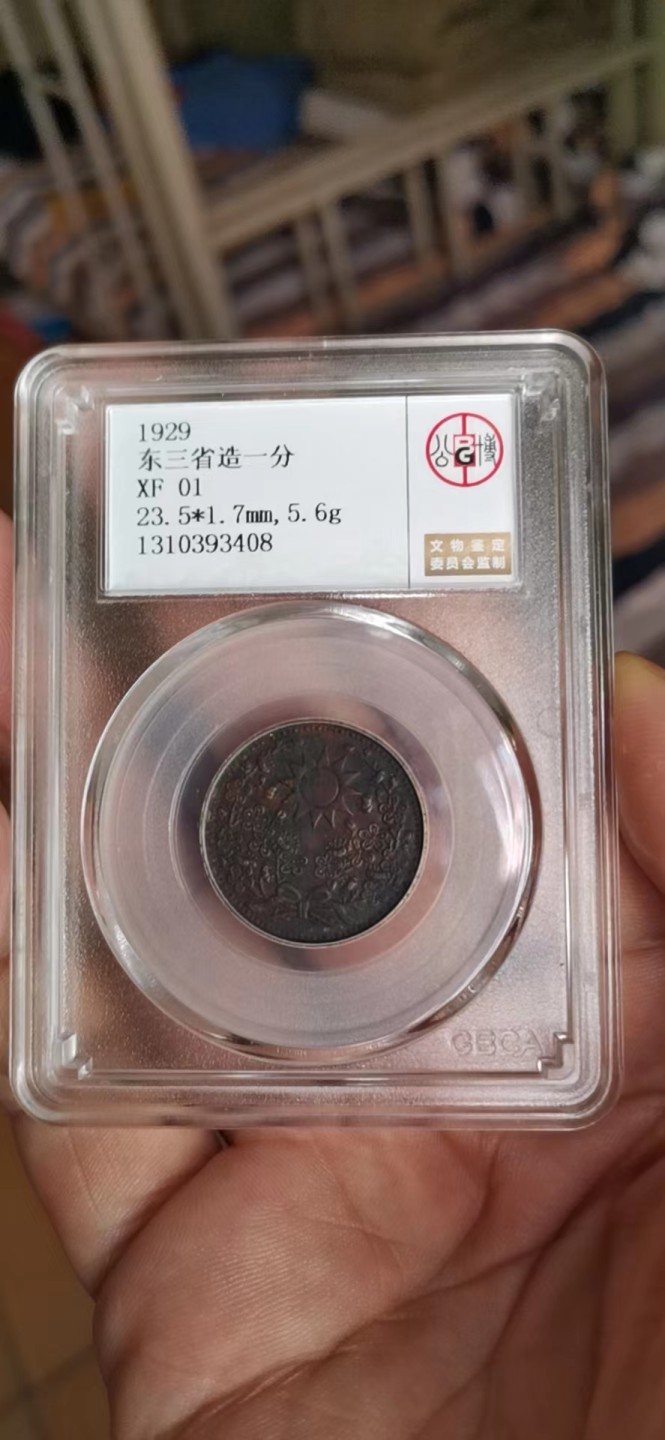 1929
东三省造一分
XF 01
23.5*1.7mm,5.6g
1310393408
公博
BG
文物鉴定
委员会监制
GBCA